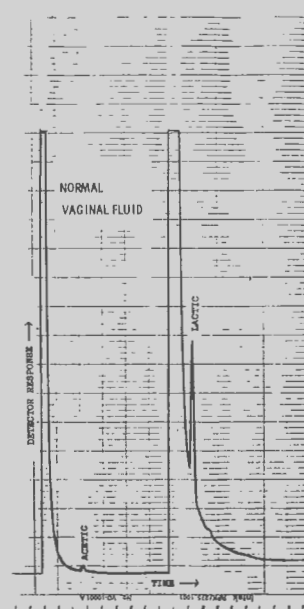 NORMAL
VAGINAL FLUID
LACTIC
DETECTOR RESPONSE
ACETIC
TIME